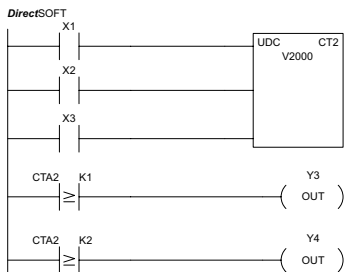 DirectSOFT
X1
UDC CT2
V2000
X2
X3
CTA2 K1 Y3
≥ OUT
CTA2 K2 Y4
≥ OUT